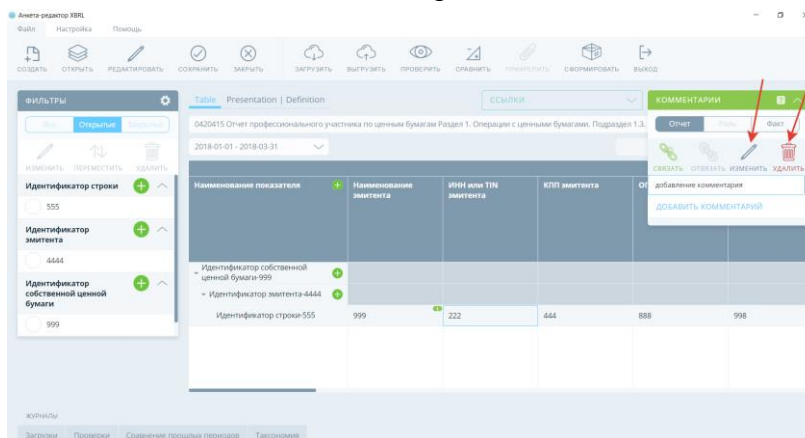 Анкета-редактор XBRL
Файл Настройка Помощь
СОЗДАТЬ ОТКРЫТЬ РЕДАКТИРОВАТЬ СОХРАНИТЬ ЗАКРЫТЬ ЗАГРУЗИТЬ ВЫГРУЗИТЬ ПРОВЕРИТЬ СРАВНИТЬ ПРИКРЕПИТЬ СФОРМИРОВАТЬ ВЫХОД
ФИЛЬТРЫ
Все Открытые Закрытые
ИЗМЕНИТЬ ПЕРЕМЕСТИТЬ УДАЛИТЬ
Идентификатор строки
555
Идентификатор
эмитента
4444
Идентификатор
собственной ценной
бумаги
999
Table Presentation | Definition
ССЫЛКИ
0420415 Отчет профессионального участника по ценным бумагам Раздел 1. Операции с ценными бумагами. Подраздел 1.3.
2018-01-01 - 2018-03-31
Наименование показателя
Наименование
эмитента
ИНН или TIN
эмитента
КПП эмитента
Идентификатор собственной
ценной бумаги-999
Идентификатор эмитента-4444
Идентификатор строки-555
999 222 444 888 998
КОММЕНТАРИИ
Отчет Роль Факт
СВЯЗАТЬ ОТВЯЗАТЬ ИЗМЕНИТЬ УДАЛИТЬ
добавление комментария
ДОБАВИТЬ КОММЕНТАРИЙ
ЖУРНАЛЫ
Загрузки Проверки Сравнение прошлых периодов Таксономия